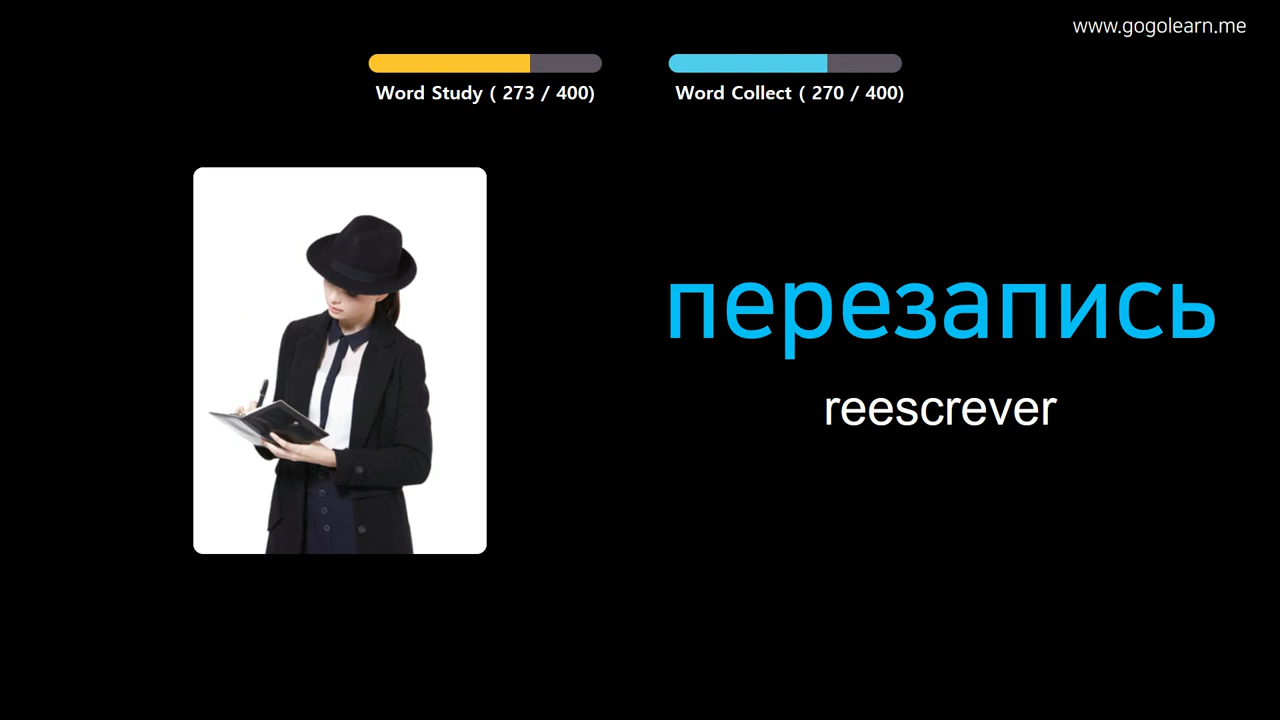 www.gogolearn.me
Word Study ( 273 / 400)
Word Collect ( 270 / 400)
перезапись
reescrever